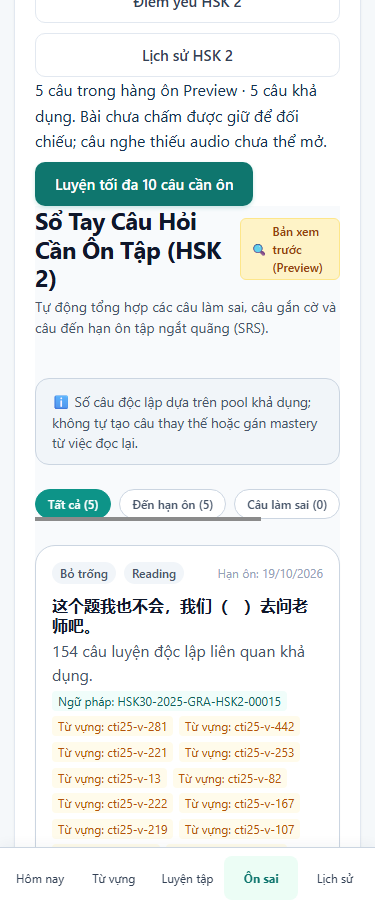 Điểm yếu HSK 2
Lịch sử HSK 2
5 câu trong hàng ôn Preview · 5 câu khả
dụng. Bài chưa chấm được giữ để đối
chiếu; câu nghe thiếu audio chưa thể mở.
Luyện tối đa 10 câu cần ôn
Sổ Tay Câu Hỏi
Cần Ôn Tập (HSK
2)
Bản xem
trước
(Preview)
Tự động tổng hợp các câu làm sai, câu gắn cờ và
câu đến hạn ôn tập ngắt quãng (SRS).
Số câu độc lập dựa trên pool khả dụng;
không tự tạo câu thay thế hoặc gán mastery
từ việc đọc lại.
Tất cả (5)
Đến hạn ôn (5)
Câu làm sai (0)
Bỏ trống
Reading
Hạn ôn: 19/10/2026
这个题我也不会，我们（ ）去问老
师吧。
154 câu luyện độc lập liên quan khả
dụng.
Ngữ pháp: HSK30-2025-GRA-HSK2-00015
Từ vựng: cti25-v-281
Từ vựng: cti25-v-442
Từ vựng: cti25-v-221
Từ vựng: cti25-v-253
Từ vựng: cti25-v-13
Từ vựng: cti25-v-82
Từ vựng: cti25-v-222
Từ vựng: cti25-v-167
Từ vựng: cti25-v-219
Từ vựng: cti25-v-107
Hôm nay
Từ vựng
Luyện tập
Ôn sai
Lịch sử